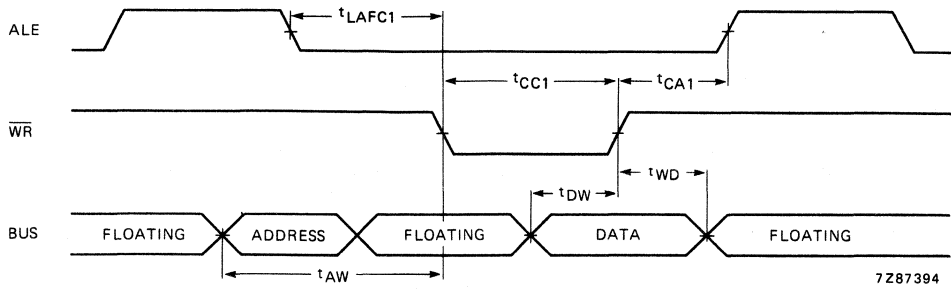 ALE
tLAFC1
tCC1
tCA1
WR
tWD
tDW
BUS
FLOATING
ADDRESS
FLOATING
DATA
FLOATING
tAW
7Z87394